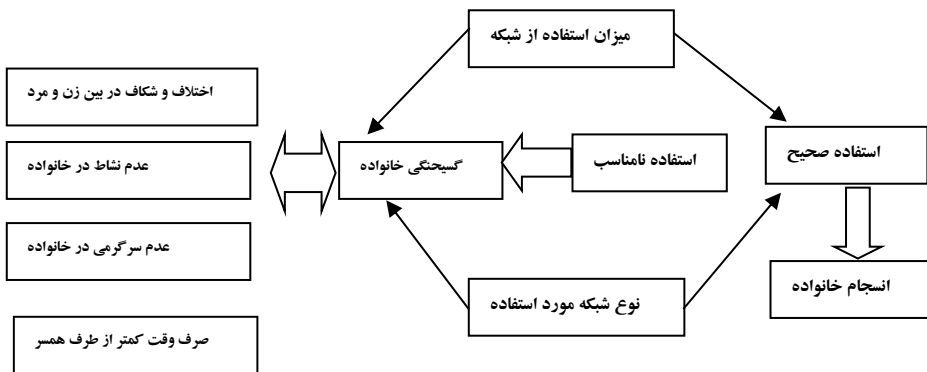 میزان استفاده از شبکه
اختلاف و شکاف در بین زن و مرد
استفاده صحیح
استفاده نامناسب
گسیختگی خانواده
عدم نشاط در خانواده
عدم سرگرمی در خانواده
انسجام خانواده
نوع شبکه مورد استفاده
صرف وقت کمتر از طرف همسر